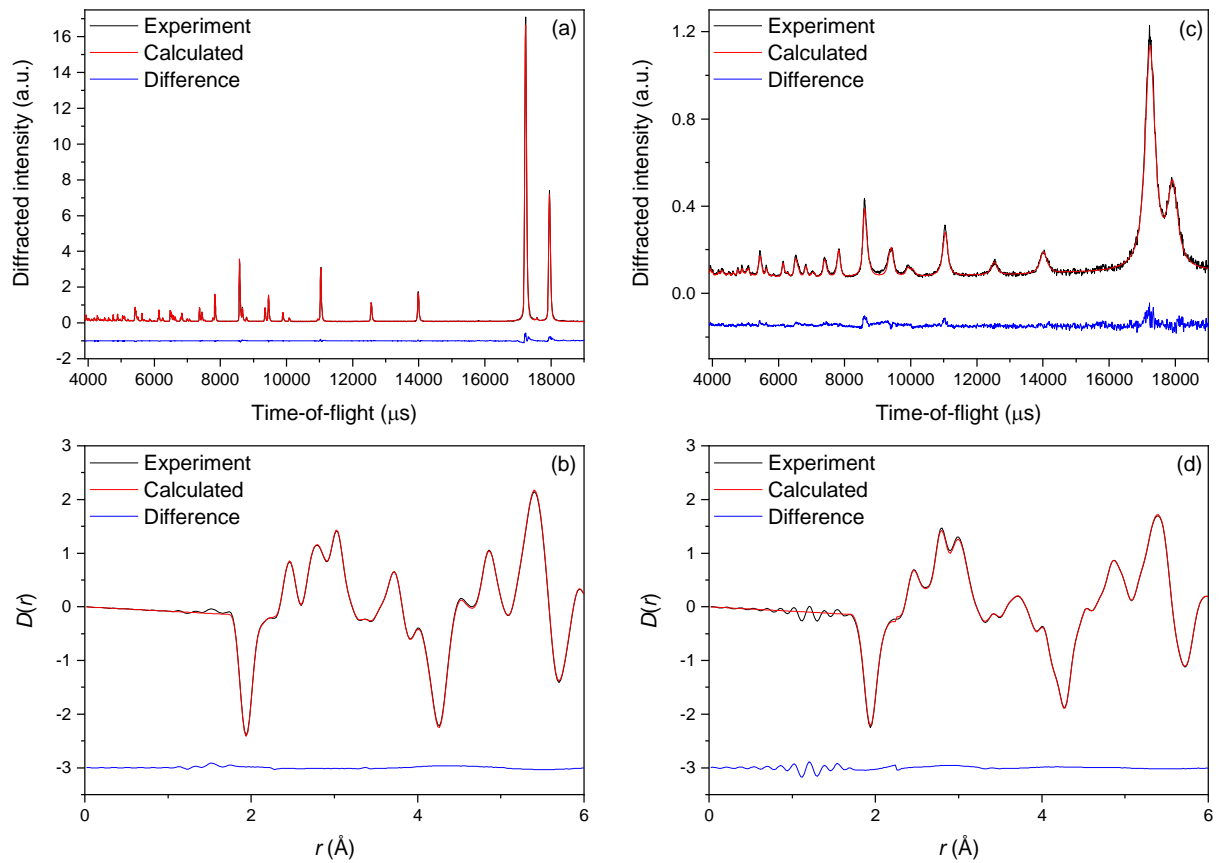 (a)
Experiment
Calculated
Difference
Diffracted intensity (a.u.)
16
14
12
10
8
6
4
2
0
-2
4000 6000 8000 10000 12000 14000 16000 18000
Time-of-flight (μs)
(c)
Experiment
Calculated
Difference
Diffracted intensity (a.u.)
1.2
0.8
0.4
0.0
4000 6000 8000 10000 12000 14000 16000 18000
Time-of-flight (μs)
(b)
Experiment
Calculated
Difference
D(r)
3
2
1
0
-1
-2
-3
0 2 4 6
r (Å)
(d)
Experiment
Calculated
Difference
D(r)
3
2
1
0
-1
-2
-3
0 2 4 6
r (Å)